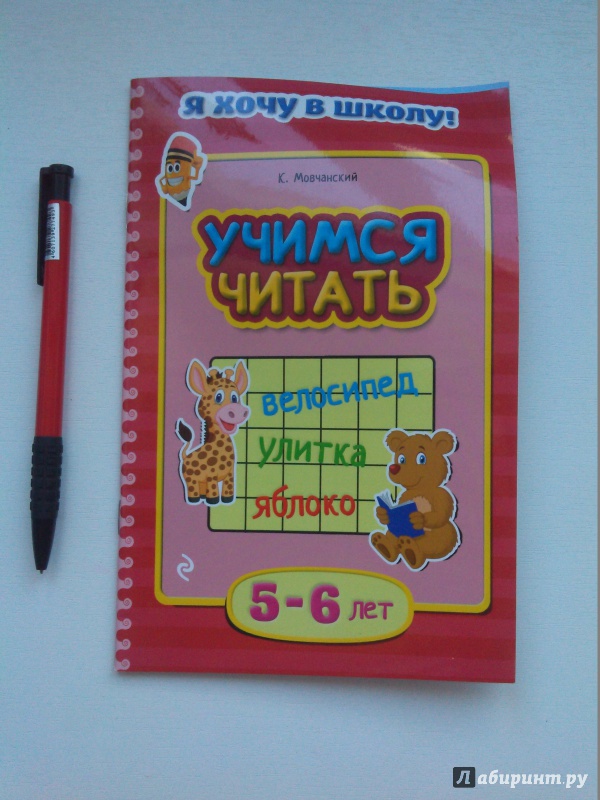 Я ХОЧУ В ШКОЛУ!
К. Мовчанский
УЧИМСЯ
ЧИТАТЬ
велосипед
улитка
яблоко
5-6 лет
Лабиринт.ру